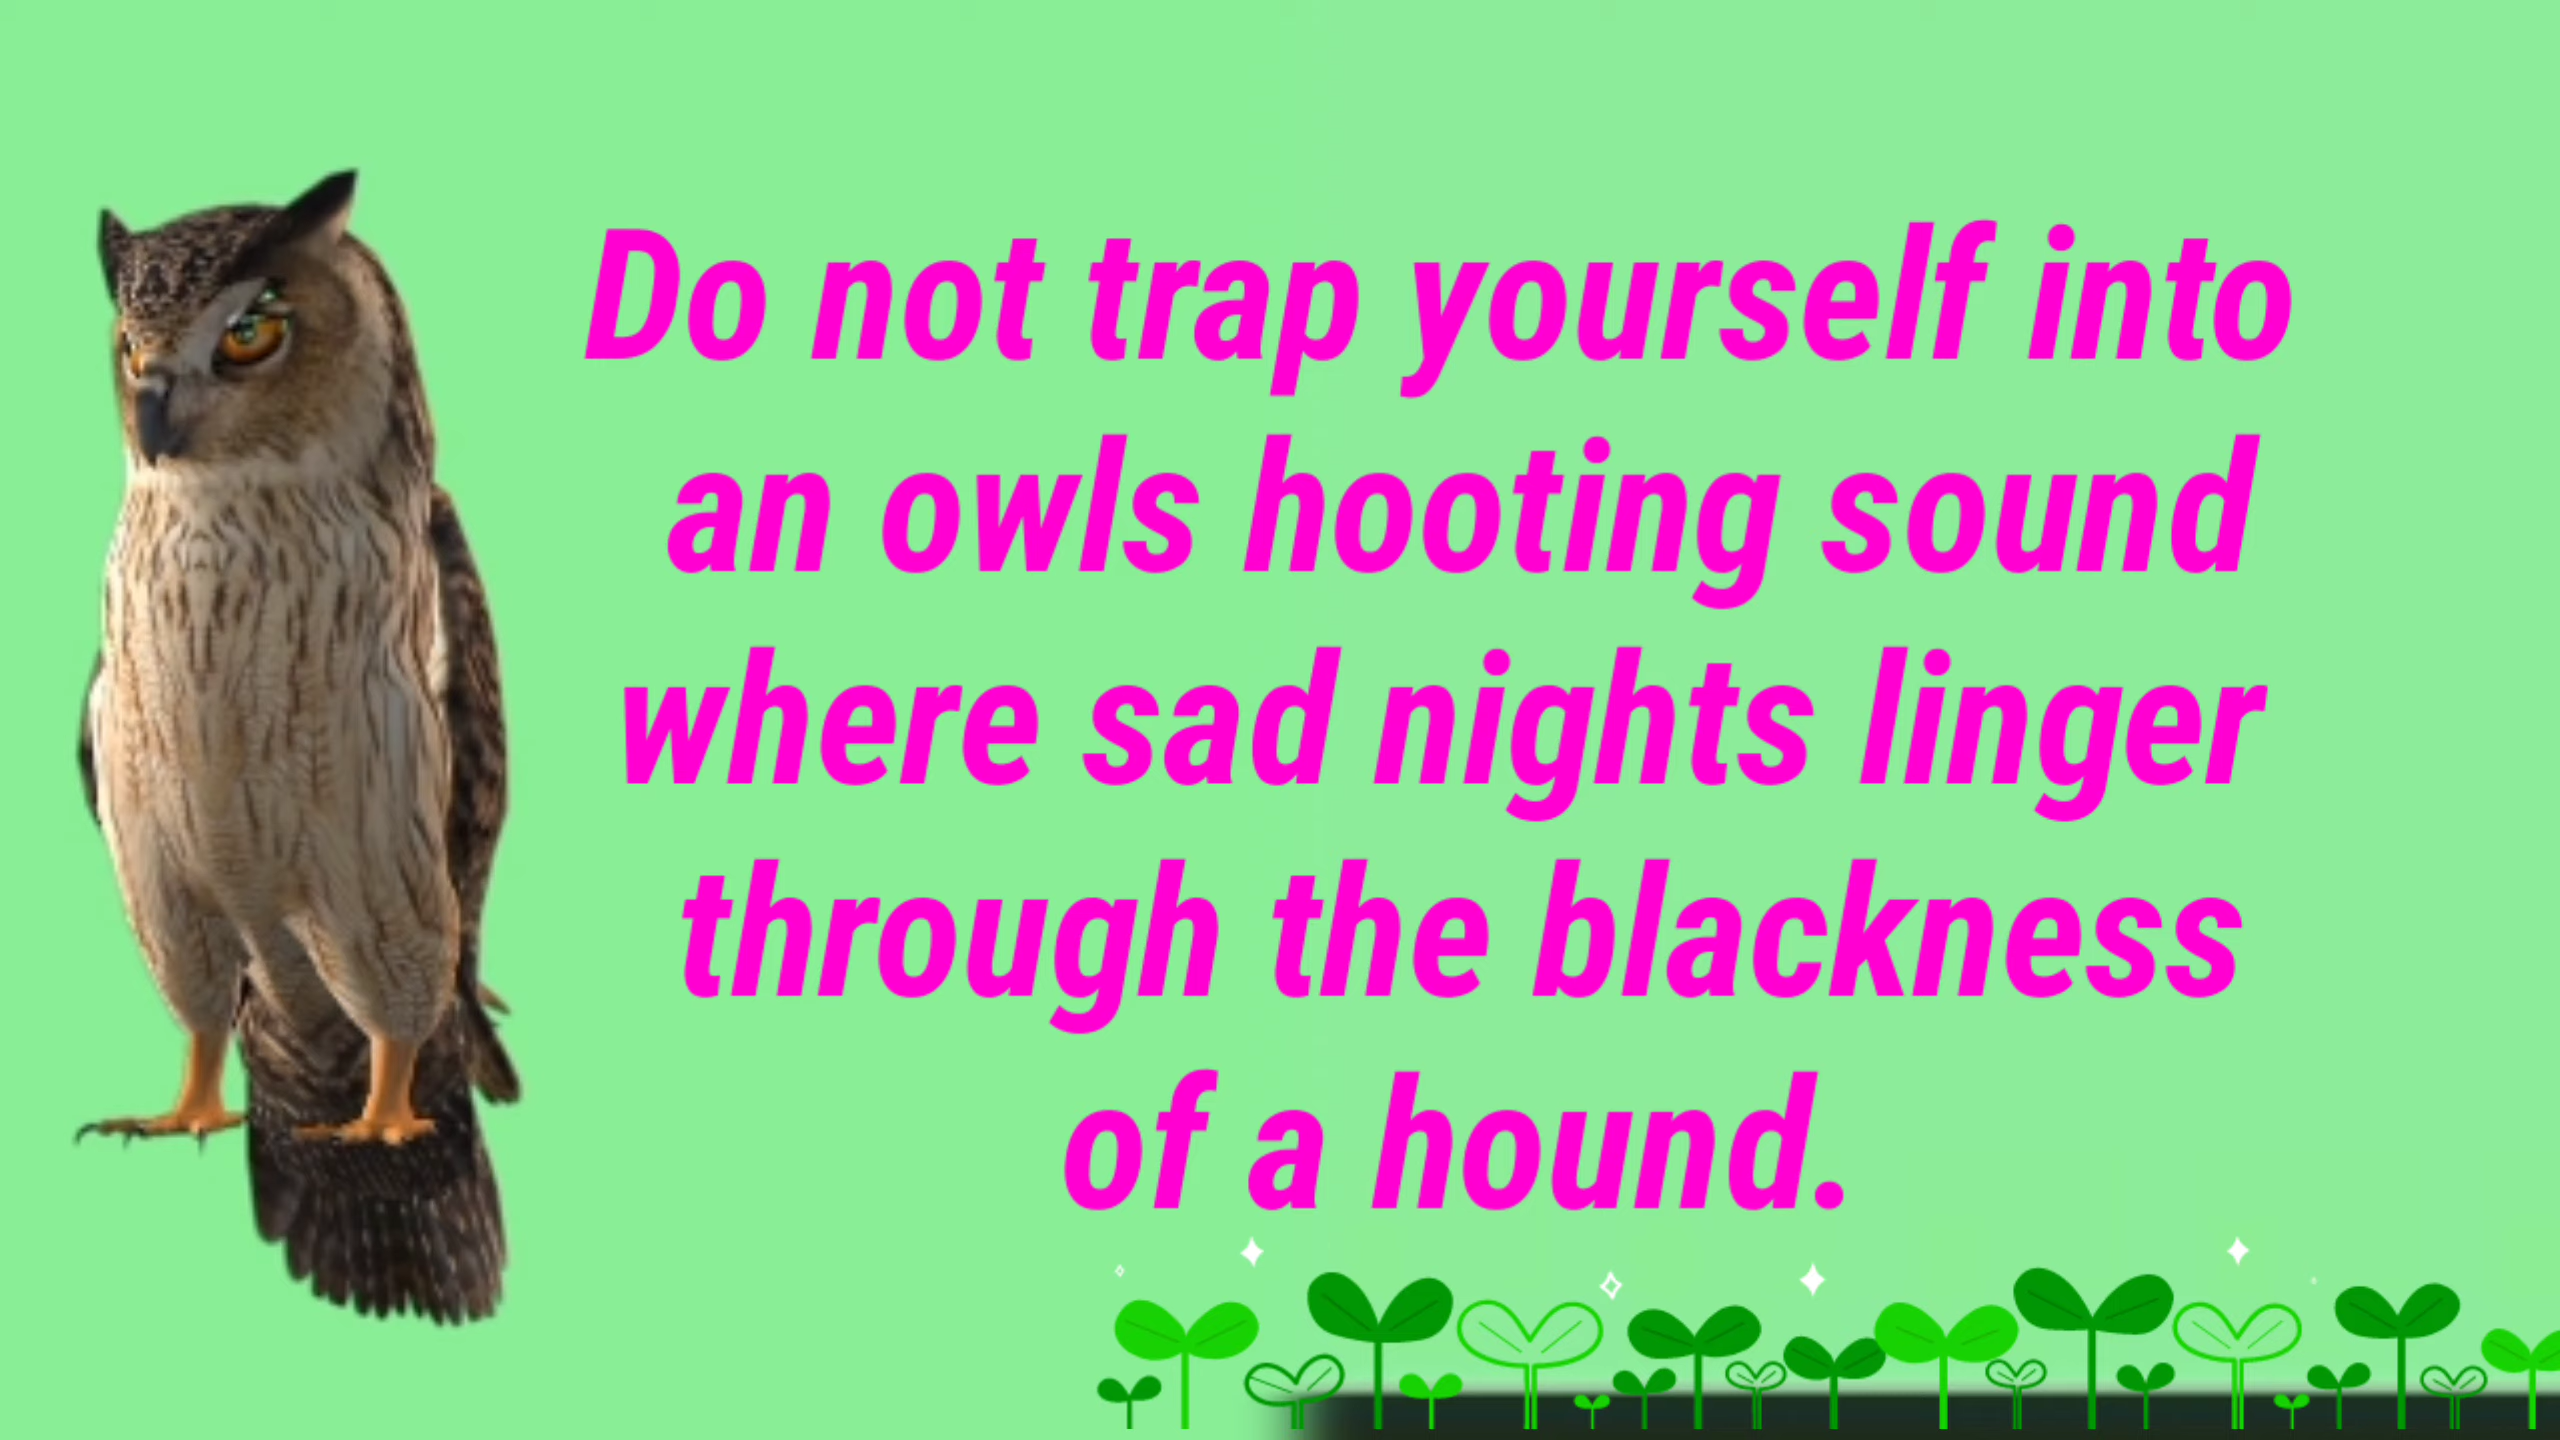 Do not trap yourself into
an owls hooting sound
where sad nights linger
through the blackness
of a hound.